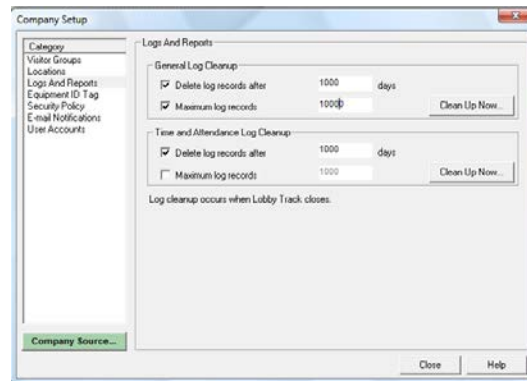 Company Setup
Category
Visitor Groups
Locations
Logs And Reports
Equipment ID Tag
Security Policy
E-mail Notifications
User Accounts
Company Source...
Logs And Reports
General Log Cleanup
Delete log records after 1000 days
Maximum log records 10000 Clean Up Now...
Time and Attendance Log Cleanup
Delete log records after 1000 days
Maximum log records 1000 Clean Up Now...
Log cleanup occurs when Lobby Track closes.
Close Help